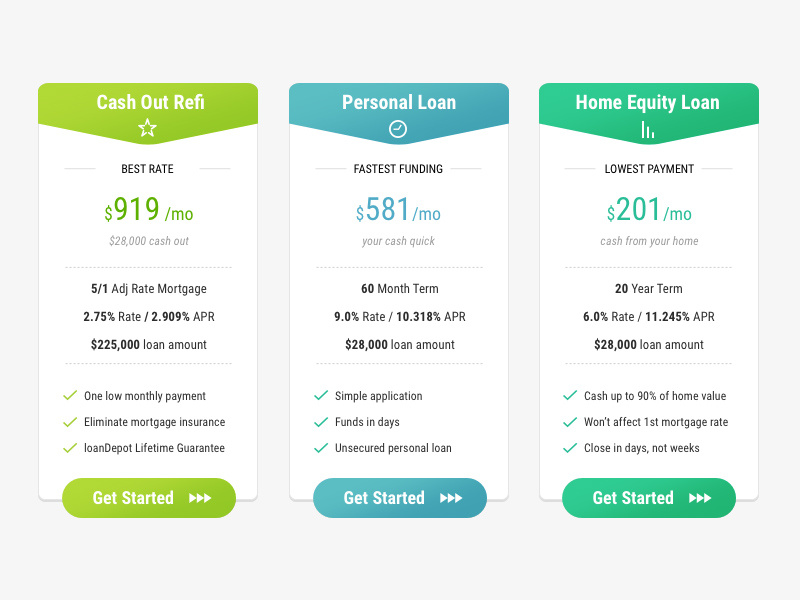 Cash Out Refi
BEST RATE
$919 /mo
$28,000 cash out
5/1 Adj Rate Mortgage
2.75% Rate / 2.909% APR
$225,000 loan amount
One low monthly payment
Eliminate mortgage insurance
loanDepot Lifetime Guarantee
Get Started
Personal Loan
FASTEST FUNDING
$581/mo
your cash quick
60 Month Term
9.0% Rate / 10.318% APR
$28,000 loan amount
Simple application
Funds in days
Unsecured personal loan
Get Started
Home Equity Loan
LOWEST PAYMENT
$201/mo
cash from your home
20 Year Term
6.0% Rate / 11.245% APR
$28,000 loan amount
Cash up to 90% of home value
Won't affect 1st mortgage rate
Close in days, not weeks
Get Started